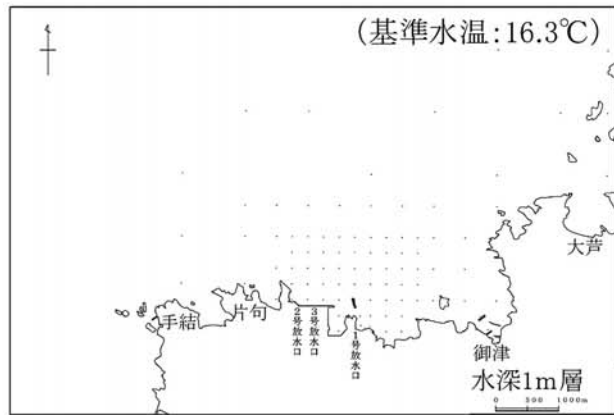 (基準水温:16.3℃)
大芦
手結
片句
2号放水口
3号放水口
1号放水口
御津
水深1m層
0 500 1000m